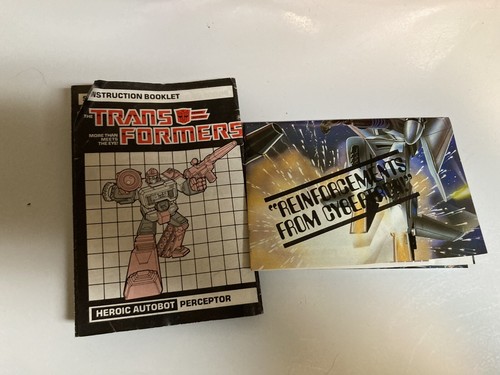 INSTRUCTION BOOKLET
THE TRANS
FORMERS
MORE THAN
MEETS
THE EYE!
HEROIC AUTOBOT PERCEPTOR
"REINFORCEMENTS
FROM CYBERTRON"